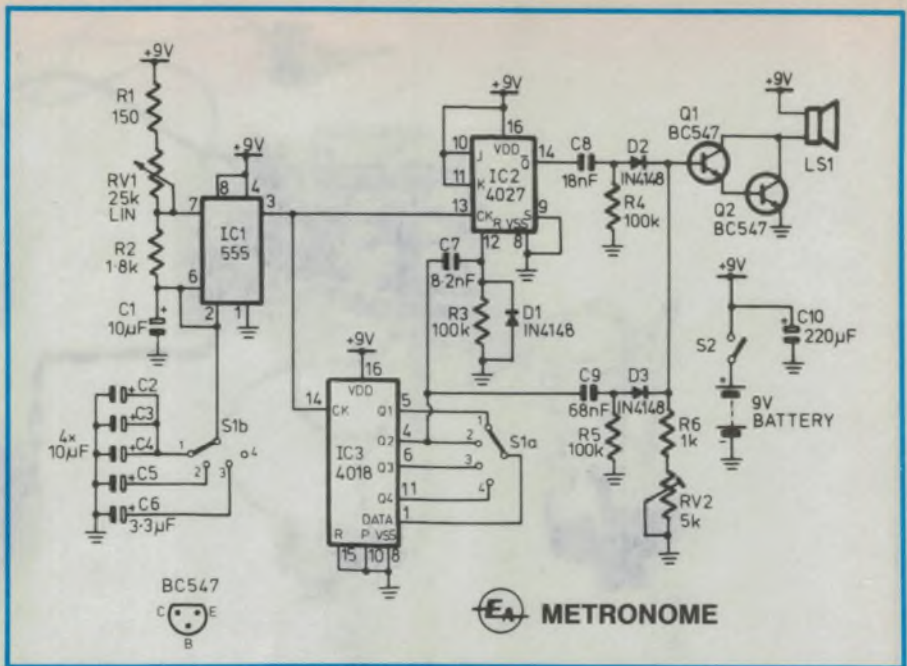 +9V
R1
150
RV1
25k
LIN
R2
1·8k
C1
10µF
+
+9V
8
4
7
3
IC1
555
6
2
1
C2
C3
4×
10µF
C4
C5
C6
3·3µF
+
+
+
+
+
1
S1b
4
2
3
+9V
16
10
J
VDD
Q
14
11
K
IC2
4027
13
CK
R
VSS
S
9
12
8
C7
8·2nF
R3
100k
D1
IN4148
C8
18nF
D2
IN4148
R4
100k
Q1
BC547
Q2
BC547
+9V
LS1
+9V
16
VDD
14
CK
Q1
5
1
S1a
Q2
4
2
IC3
4018
Q3
6
3
Q4
11
4
DATA
1
R
P
VSS
15
10
8
C9
68nF
D3
IN4148
R5
100k
R6
1k
RV2
5k
+9V
S2
+
C10
220µF
+
9V
BATTERY
-
BC547
C
E
B
EA METRONOME